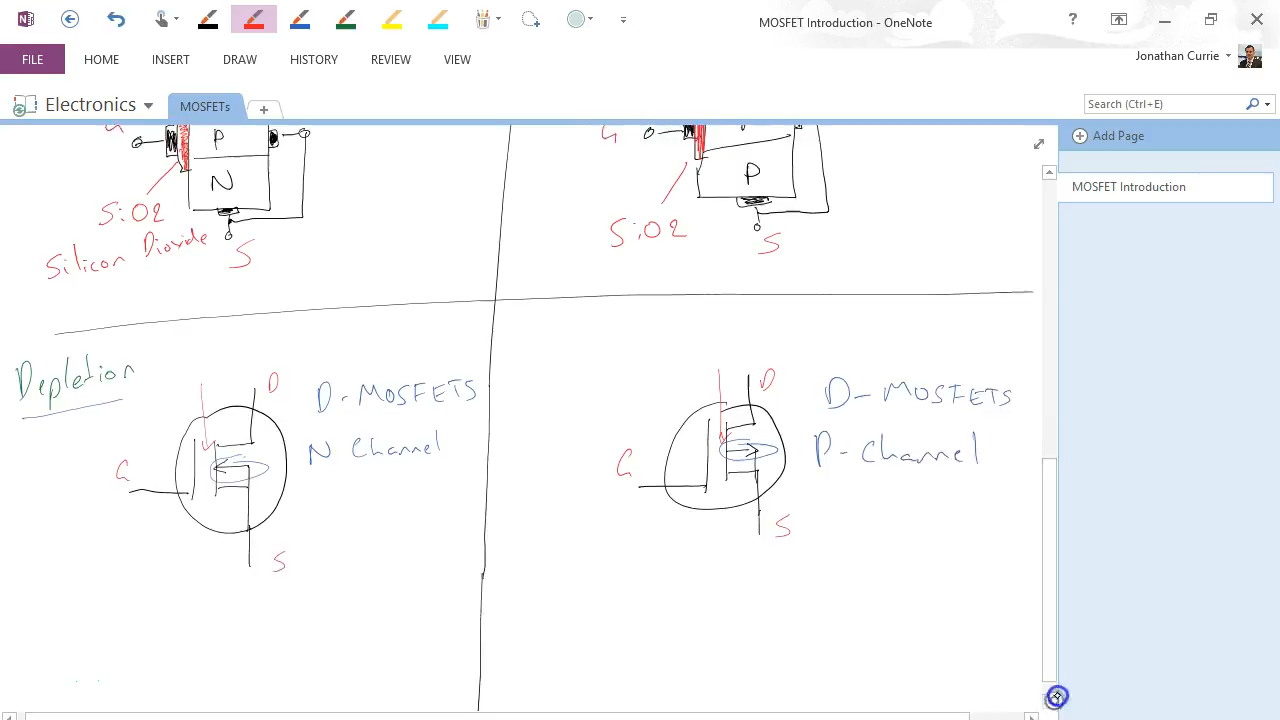 MOSFET Introduction - OneNote
?
FILE
HOME
INSERT
DRAW
HISTORY
REVIEW
VIEW
Jonathan Currie
Electronics
MOSFETs
Search (Ctrl+E)
Add Page
MOSFET Introduction
G
P
N
SiO2
Silicon Dioxide
S
G
P
SiO2
S
Depletion
D
D-MOSFETS
N Channel
G
S
D
D-MOSFETS
P-Channel
G
S